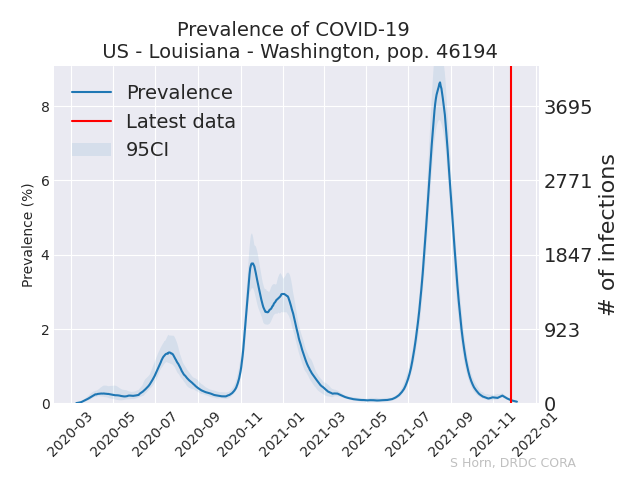 Prevalence of COVID-19
US - Louisiana - Washington, pop. 46194
Prevalence
Latest data
95CI
Prevalence (%)
8
6
4
2
0
3695
2771
1847
923
0
# of infections
2020-03
2020-05
2020-07
2020-09
2020-11
2021-01
2021-03
2021-05
2021-07
2021-09
2021-11
2022-01
S Horn, DRDC CORA